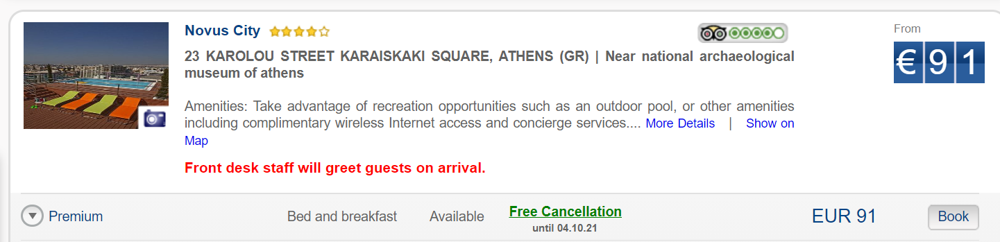 Novus City
From
€91
23 KAROLOU STREET KARAISKAKI SQUARE, ATHENS (GR) | Near national archaeological
museum of athens
Amenities: Take advantage of recreation opportunities such as an outdoor pool, or other amenities
including complimentary wireless Internet access and concierge services.... More Details | Show on
Map
Front desk staff will greet guests on arrival.
Premium Bed and breakfast Available Free Cancellation EUR 91 Book
until 04.10.21